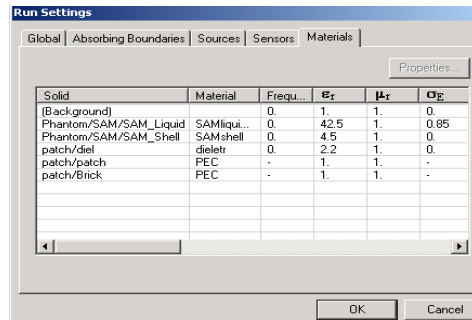 Run Settings
Global Absorbing Boundaries Sources Sensors Materials
Properties...
Solid Material Frequ... εr μr σE
(Background) 0. 1. 1. 0.
Phantom/SAM/SAM_Liquid SAMliqui... 0. 42.5 1. 0.85
Phantom/SAM/SAM_Shell SAMshell 0. 4.5 1. 0.
patch/diel dieletr 0. 2.2 1. 0.
patch/patch PEC - 1. 1. -
patch/Brick PEC - 1. 1. -
OK Cancel